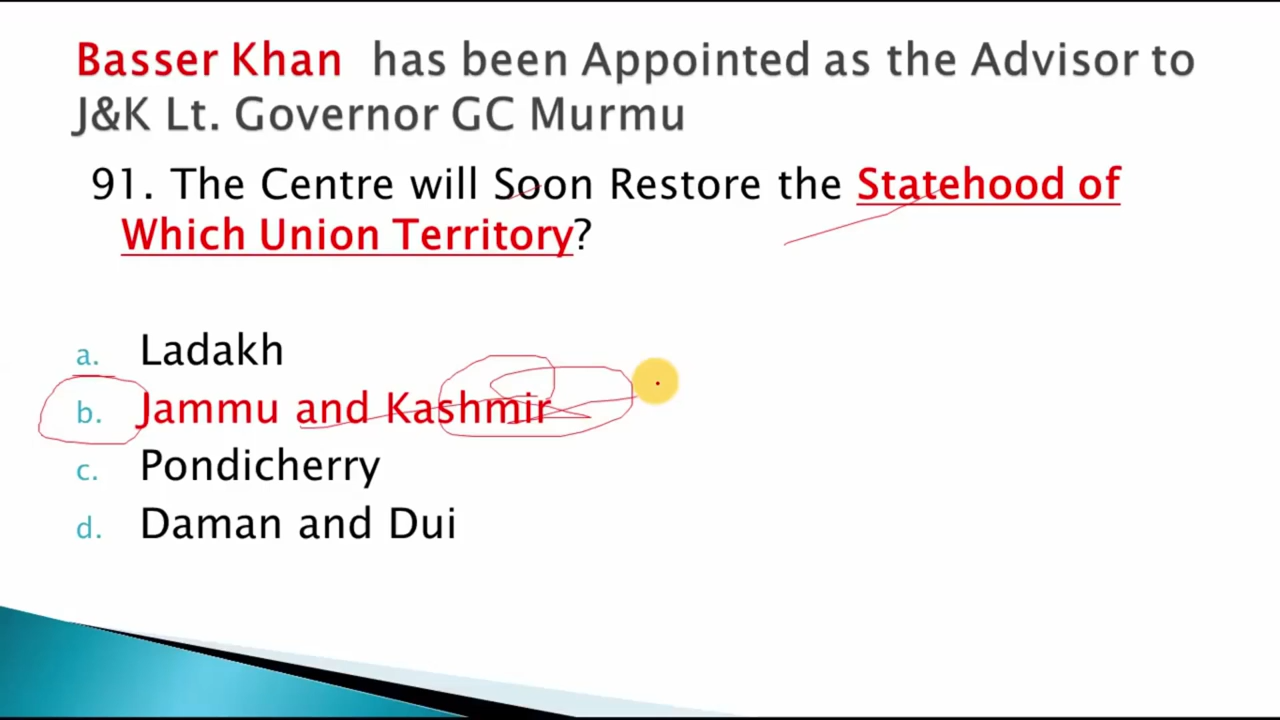 Basser Khan has been Appointed as the Advisor to
J&K Lt. Governor GC Murmu
91. The Centre will Soon Restore the Statehood of
Which Union Territory?
a. Ladakh
b. Jammu and Kashmir
c. Pondicherry
d. Daman and Dui